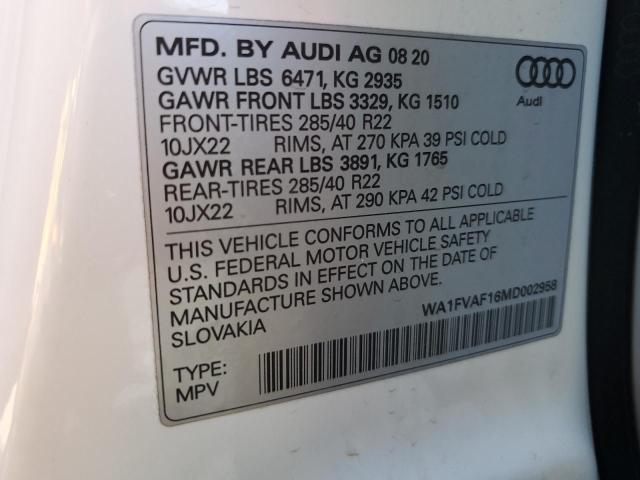 MFD. BY AUDI AG 08 20
GVWR LBS 6471, KG 2935
GAWR FRONT LBS 3329, KG 1510
FRONT-TIRES 285/40 R22
10JX22 RIMS, AT 270 KPA 39 PSI COLD
GAWR REAR LBS 3891, KG 1765
REAR-TIRES 285/40 R22
10JX22 RIMS, AT 290 KPA 42 PSI COLD
Audi
THIS VEHICLE CONFORMS TO ALL APPLICABLE
U.S. FEDERAL MOTOR VEHICLE SAFETY
STANDARDS IN EFFECT ON THE DATE OF
MANUFACTURE SHOWN ABOVE.
SLOVAKIA
WA1FVAF16MD002958
TYPE:
MPV